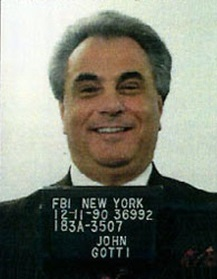 FBI NEW YORK
12-11-90 36992
183A-3507
JOHN
GOTTI